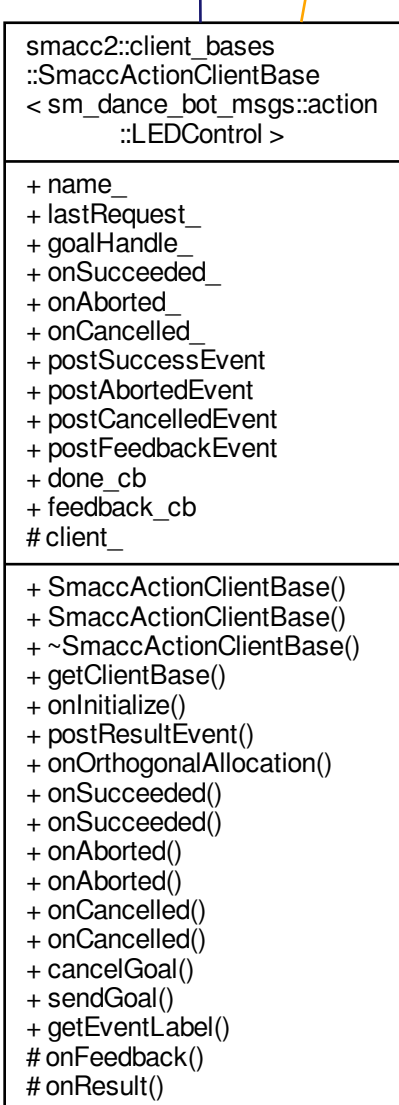 smacc2::client_bases
::SmaccActionClientBase
< sm_dance_bot_msgs::action
::LEDControl >
+ name_
+ lastRequest_
+ goalHandle_
+ onSucceeded_
+ onAborted_
+ onCancelled_
+ postSuccessEvent
+ postAbortedEvent
+ postCancelledEvent
+ postFeedbackEvent
+ done_cb
+ feedback_cb
# client_
+ SmaccActionClientBase()
+ SmaccActionClientBase()
+ ~SmaccActionClientBase()
+ getClientBase()
+ onInitialize()
+ postResultEvent()
+ onOrthogonalAllocation()
+ onSucceeded()
+ onSucceeded()
+ onAborted()
+ onAborted()
+ onCancelled()
+ onCancelled()
+ cancelGoal()
+ sendGoal()
+ getEventLabel()
# onFeedback()
# onResult()